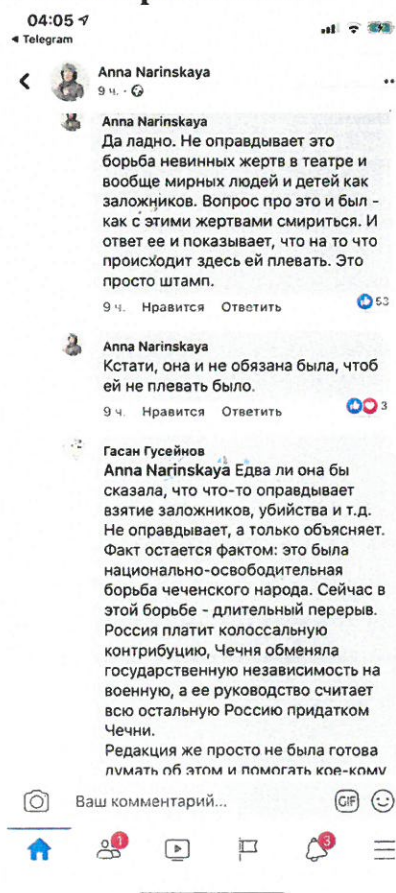 04:05
Telegram
Anna Narinskaya
9 ч.
Anna Narinskaya
Да ладно. Не оправдывает это
борьба невинных жертв в театре и
вообще мирных людей и детей как
заложников. Вопрос про это и был -
как с этими жертвами смириться. И
ответ ее и показывает, что на то что
происходит здесь ей плевать. Это
просто штамп.
9 ч. Нравится Ответить 53
Anna Narinskaya
Кстати, она и не обязана была, чтоб
ей не плевать было.
9 ч. Нравится Ответить 3
Гасан Гусейнов
Anna Narinskaya Едва ли она бы
сказала, что что-то оправдывает
взятие заложников, убийства и т.д.
Не оправдывает, а только объясняет.
Факт остается фактом: это была
национально-освободительная
борьба чеченского народа. Сейчас в
этой борьбе - длительный перерыв.
Россия платит колоссальную
контрибуцию, Чечня обменяла
государственную независимость на
военную, а ее руководство считает
всю остальную Россию придатком
Чечни.
Редакция же просто не была готова
думать об этом и помогать кое-кому
Ваш комментарий...
GIF
1
3